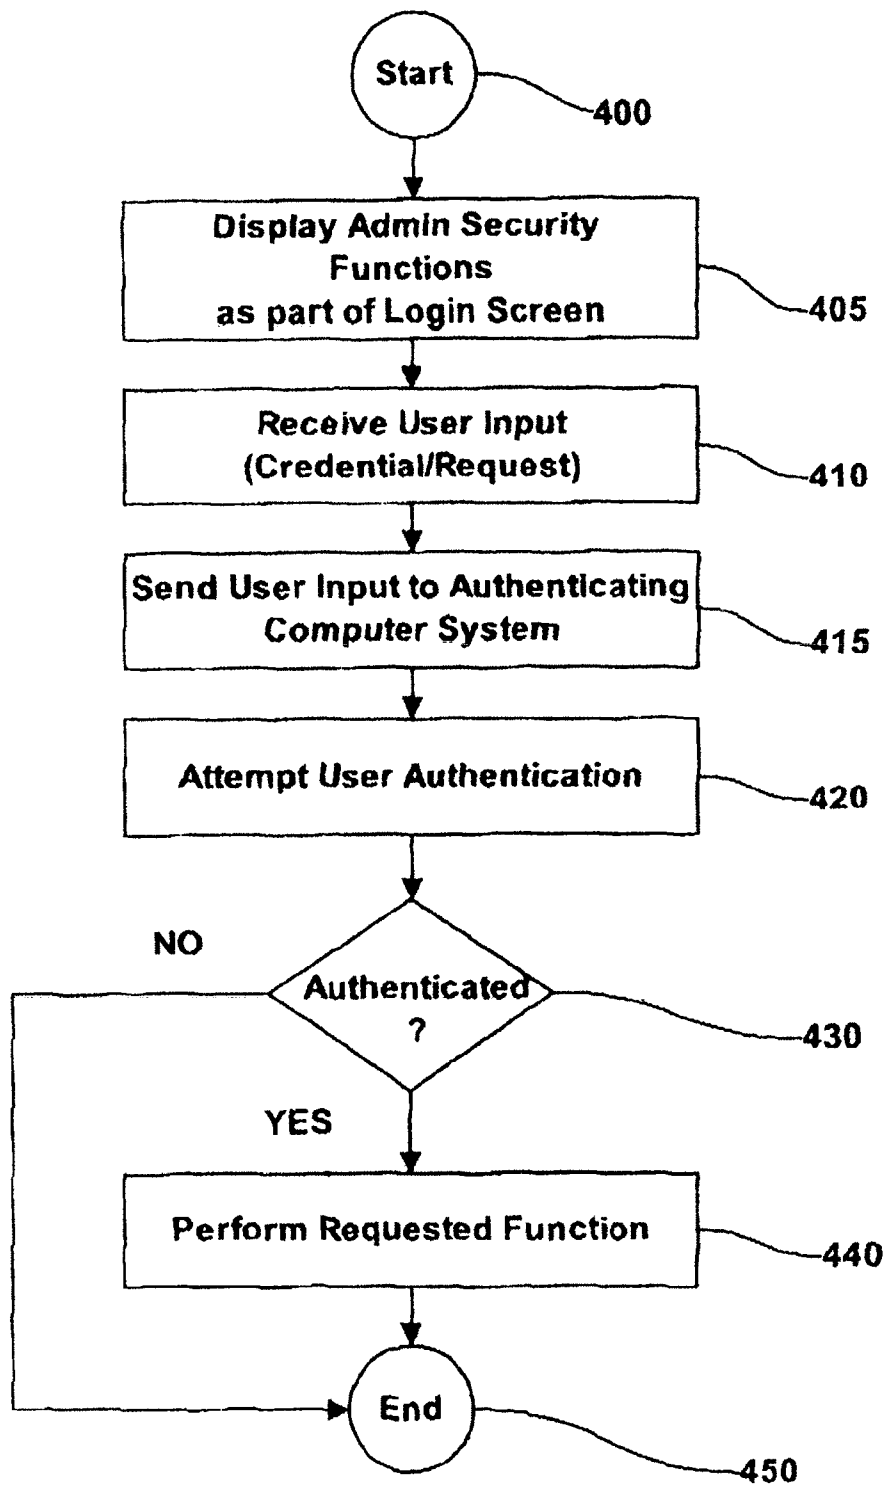 Start
400
Display Admin Security
Functions
as part of Login Screen
405
Receive User Input
(Credential/Request)
410
Send User Input to Authenticating
Computer System
415
Attempt User Authentication
420
NO
Authenticated
?
430
YES
Perform Requested Function
440
End
450